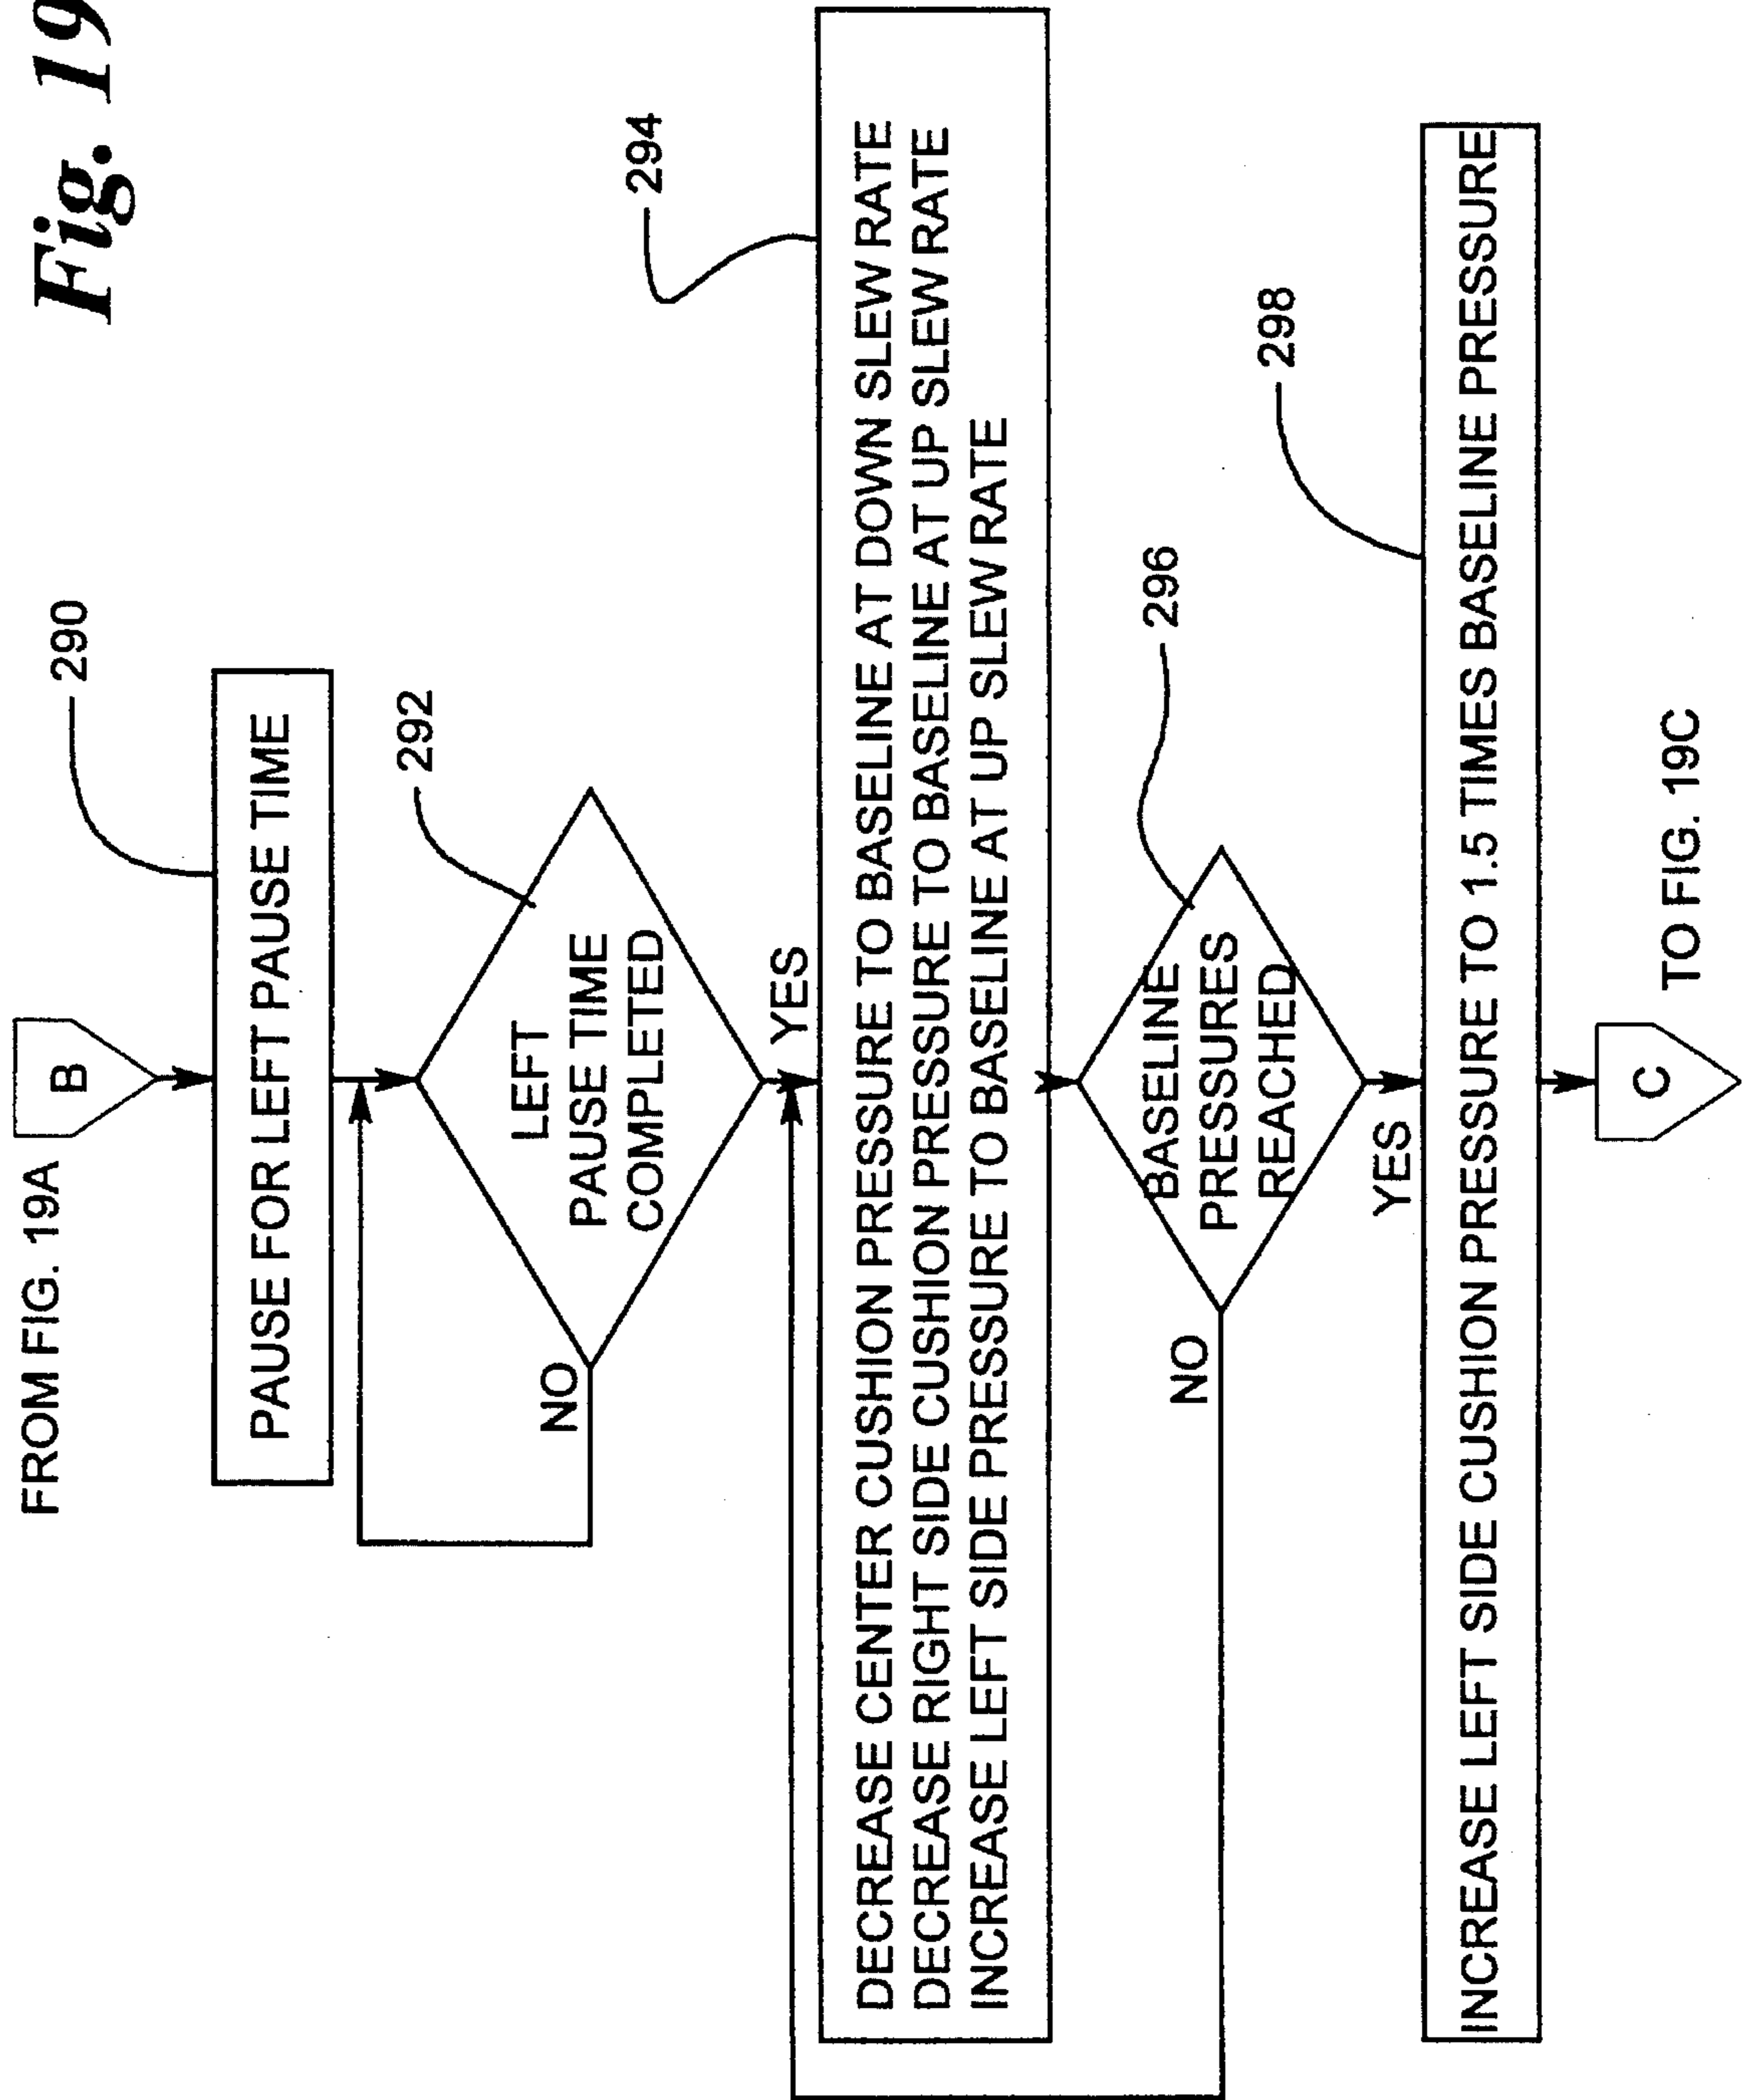 Fig. 19
FROM FIG. 19A
B
290
PAUSE FOR LEFT PAUSE TIME
292
LEFT
PAUSE TIME
COMPLETED
NO
YES
294
DECREASE CENTER CUSHION PRESSURE TO BASELINE AT DOWN SLEW RATE
DECREASE RIGHT SIDE CUSHION PRESSURE TO BASELINE AT UP SLEW RATE
INCREASE LEFT SIDE PRESSURE TO BASELINE AT UP SLEW RATE
296
BASELINE
PRESSURES
REACHED
NO
YES
298
INCREASE LEFT SIDE CUSHION PRESSURE TO 1.5 TIMES BASELINE PRESSURE
C
TO FIG. 19C